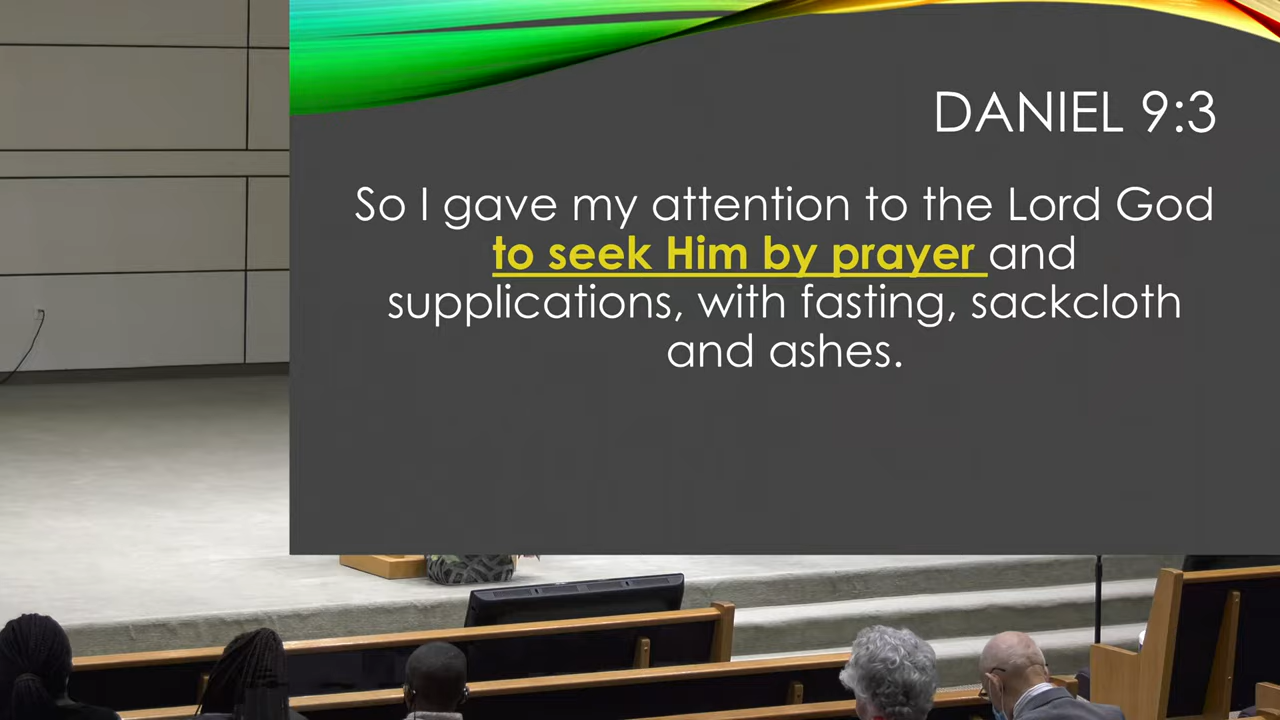 DANIEL 9:3
So I gave my attention to the Lord God
to seek Him by prayer and
supplications, with fasting, sackcloth
and ashes.